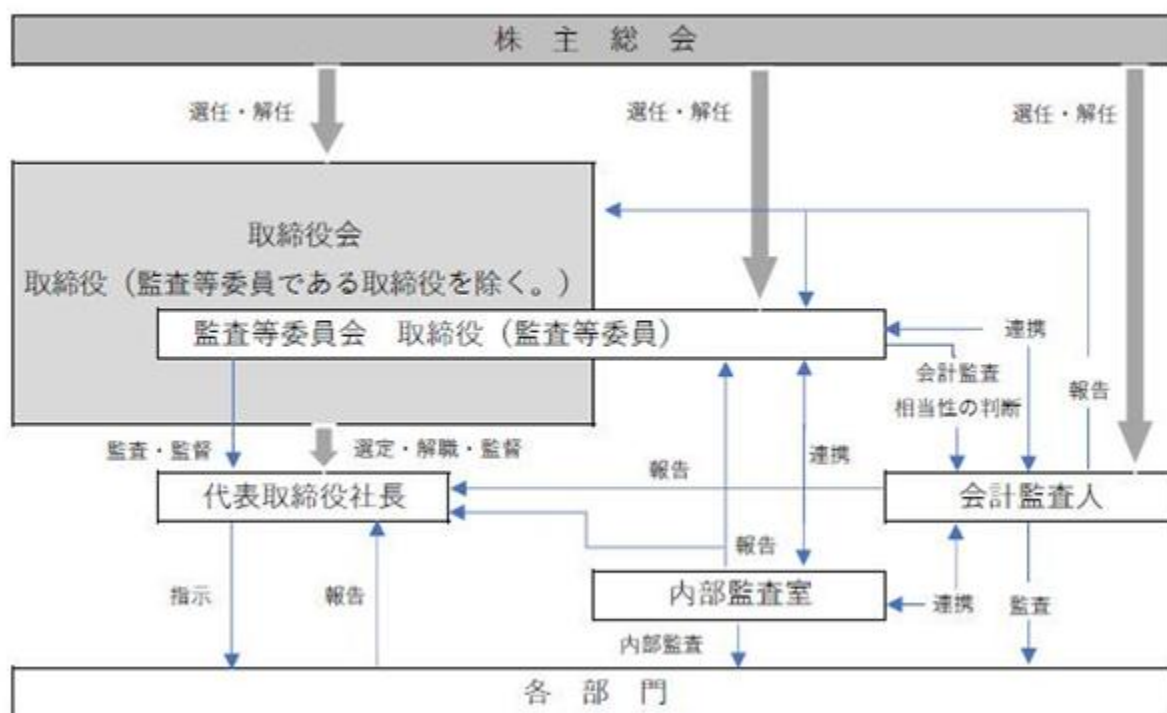 株 主 総 会
選任・解任
選任・解任
選任・解任
取締役会
取締役（監査等委員である取締役を除く。）
監査等委員会 取締役（監査等委員）
連携
会計監査
相当性の判断
報告
監査・監督
選定・解職・監督
報告
連携
代表取締役社長
会計監査人
報告
指示
報告
内部監査室
連携
監査
内部監査
各 部 門